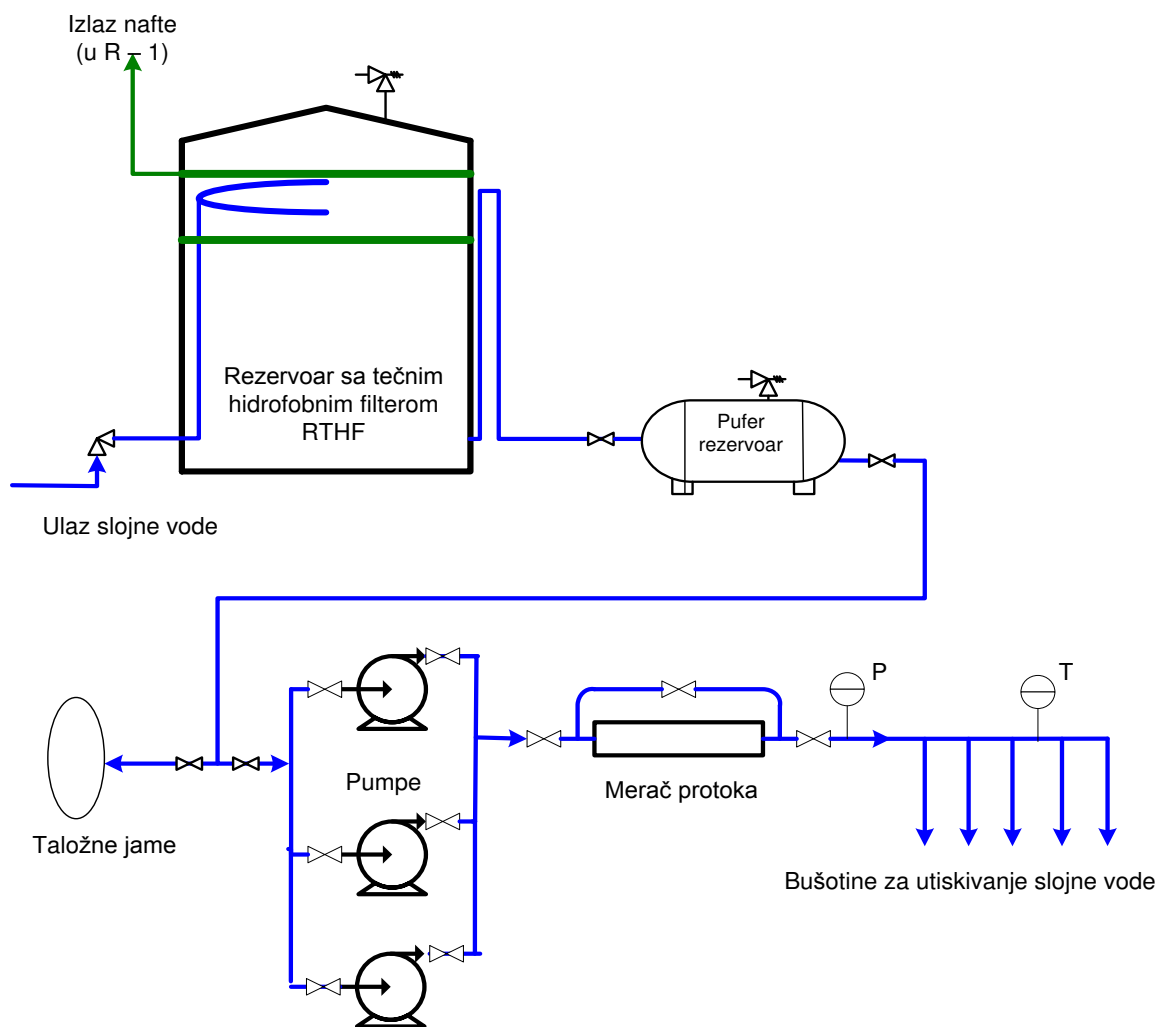 Izlaz nafte
(u R – 1)
Rezervoar sa tečnim
hidrofobnim filterom
RTHF
Pufer
rezervoar
Ulaz slojne vode
P
T
Pumpe
Merač protoka
Taložne jame
Bušotine za utiskivanje slojne vode